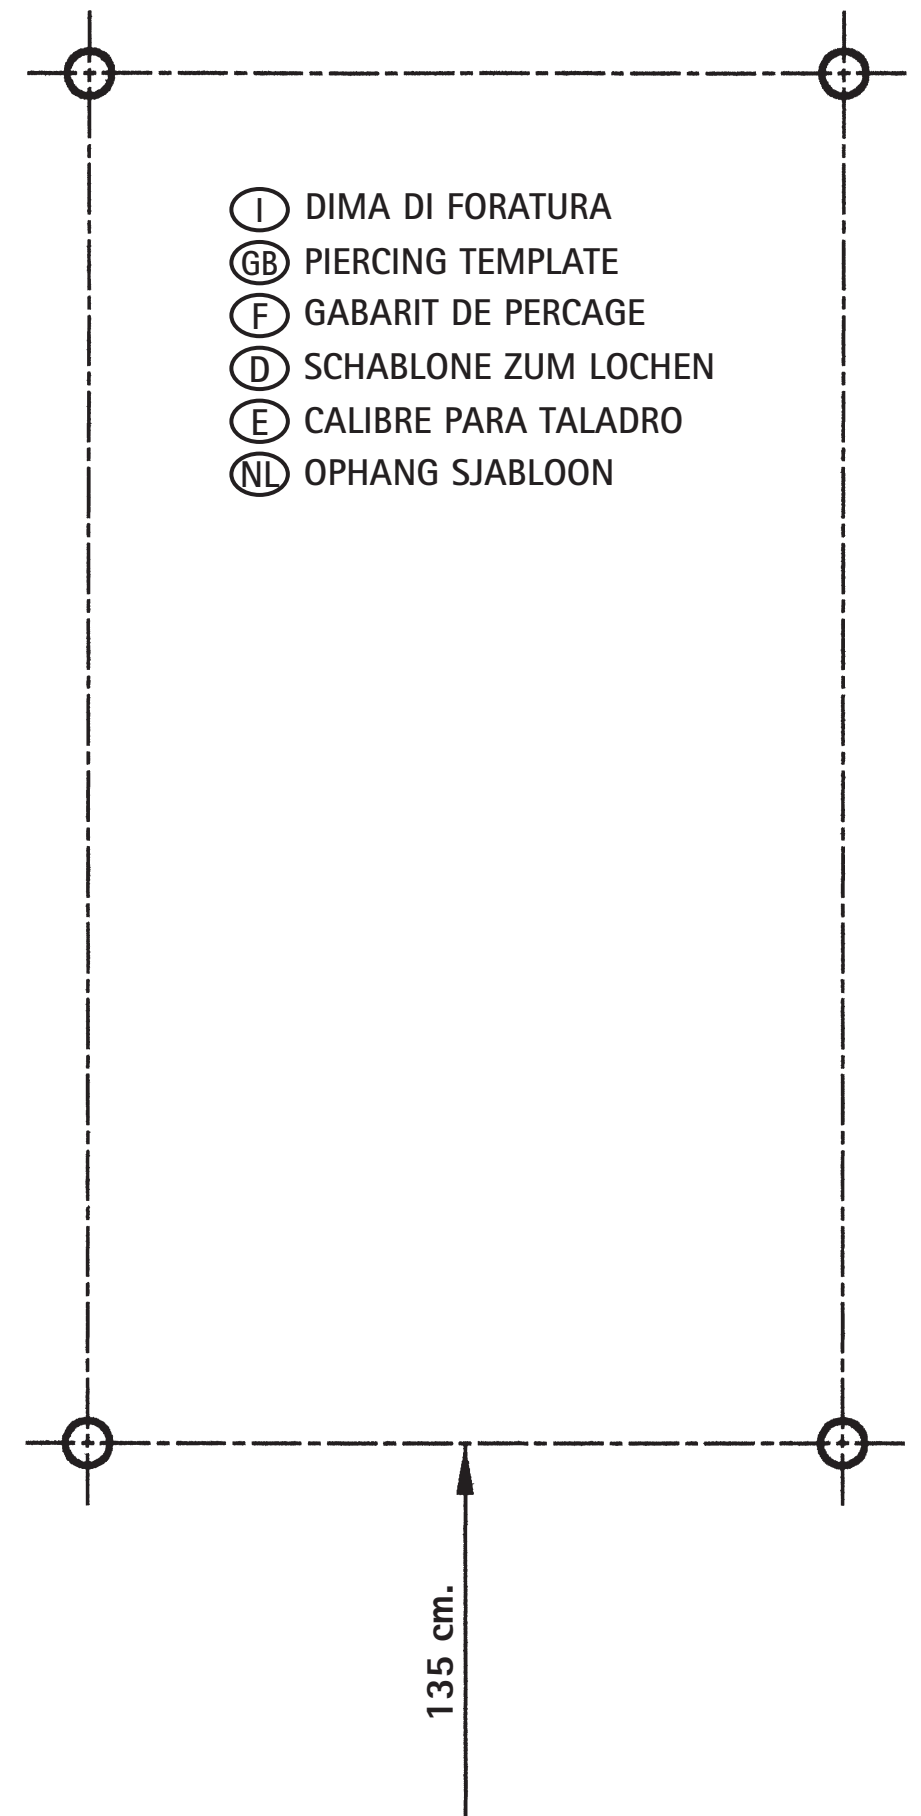 I DIMA DI FORATURA
GB PIERCING TEMPLATE
F GABARIT DE PERCAGE
D SCHABLONE ZUM LOCHEN
E CALIBRE PARA TALADRO
NL OPHANG SJABLOON
135 cm.